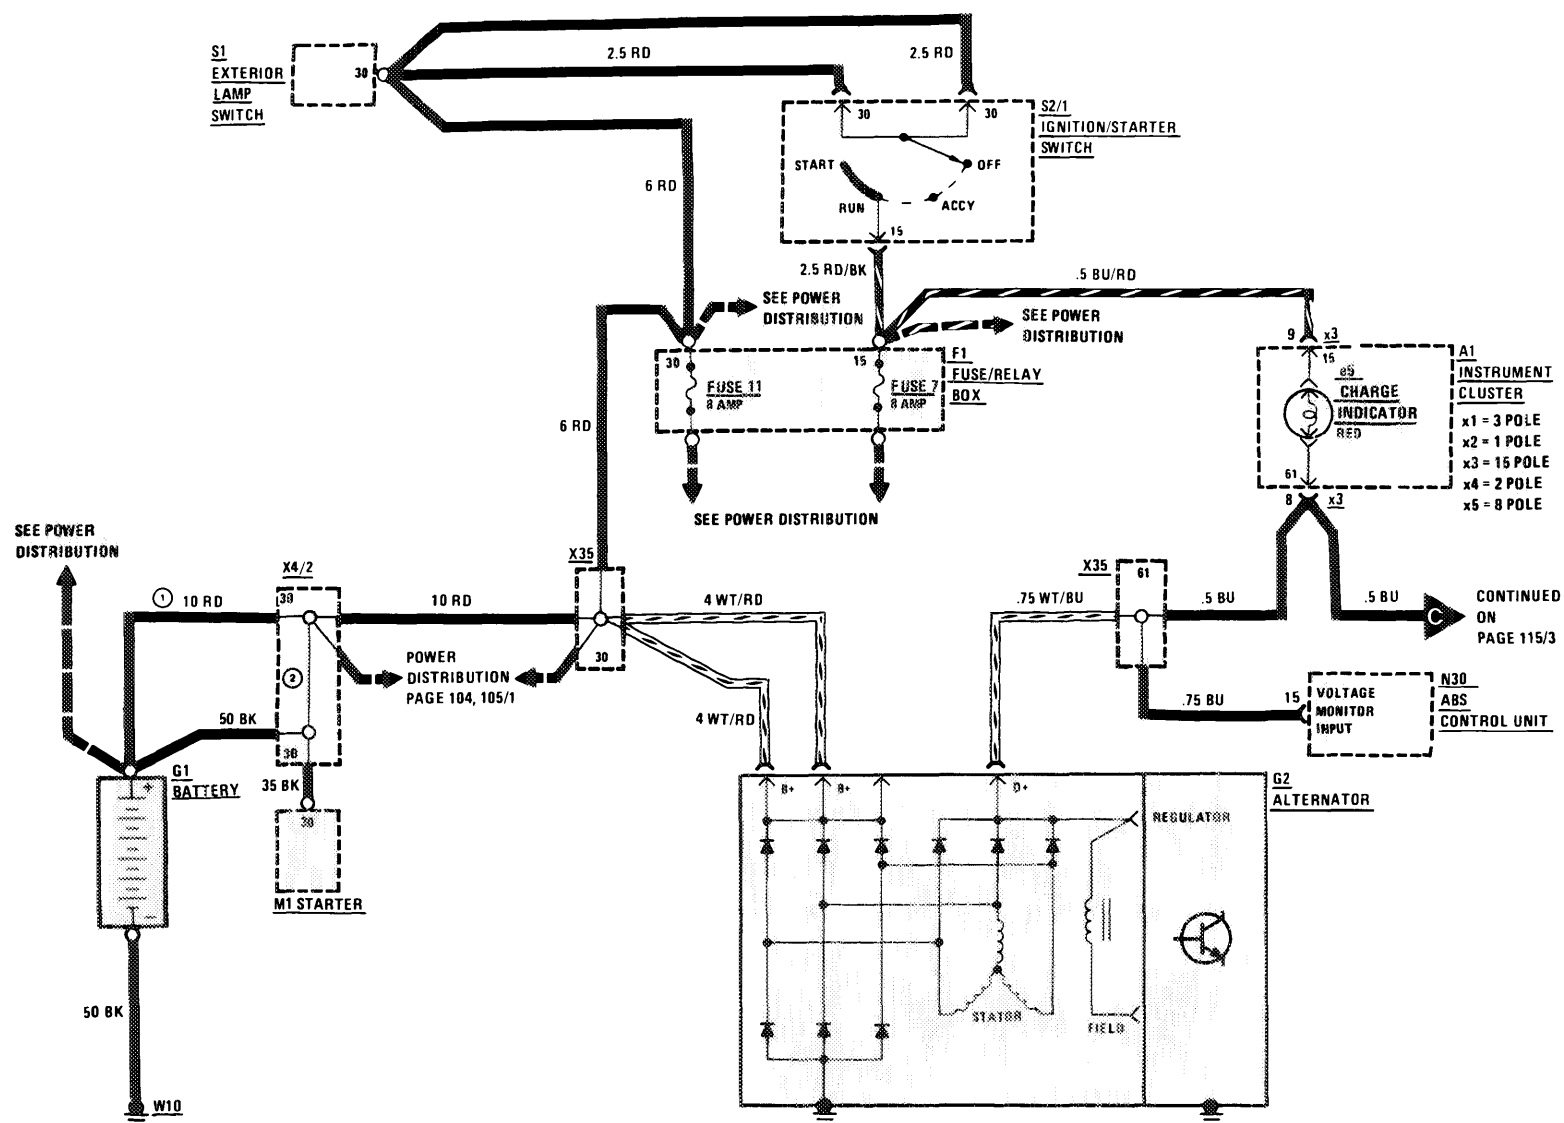 S1
EXTERIOR
LAMP
SWITCH
30
2.5 RD
2.5 RD
30
30
S2/1
IGNITION/STARTER
SWITCH
START
OFF
RUN
ACCY
15
6 RD
2.5 RD/BK
.5 BU/RD
SEE POWER
DISTRIBUTION
SEE POWER
DISTRIBUTION
30
FUSE 11
8 AMP
15
FUSE 7
8 AMP
F1
FUSE/RELAY
BOX
9
x3
15
e5
CHARGE
INDICATOR
RED
61
8
x3
A1
INSTRUMENT
CLUSTER
x1 = 3 POLE
x2 = 1 POLE
x3 = 15 POLE
x4 = 2 POLE
x5 = 8 POLE
6 RD
SEE POWER DISTRIBUTION
SEE POWER
DISTRIBUTION
1
10 RD
X4/2
30
10 RD
X35
30
4 WT/RD
4 WT/RD
2
POWER
DISTRIBUTION
PAGE 104, 105/1
50 BK
30
35 BK
G1
BATTERY
+
−
30
M1 STARTER
50 BK
W10
.75 WT/BU
X35
61
.5 BU
.5 BU
C
CONTINUED
ON
PAGE 115/3
.75 BU
15
VOLTAGE
MONITOR
INPUT
N30
ABS
CONTROL UNIT
B+
B+
D+
REGULATOR
G2
ALTERNATOR
STATOR
FIELD